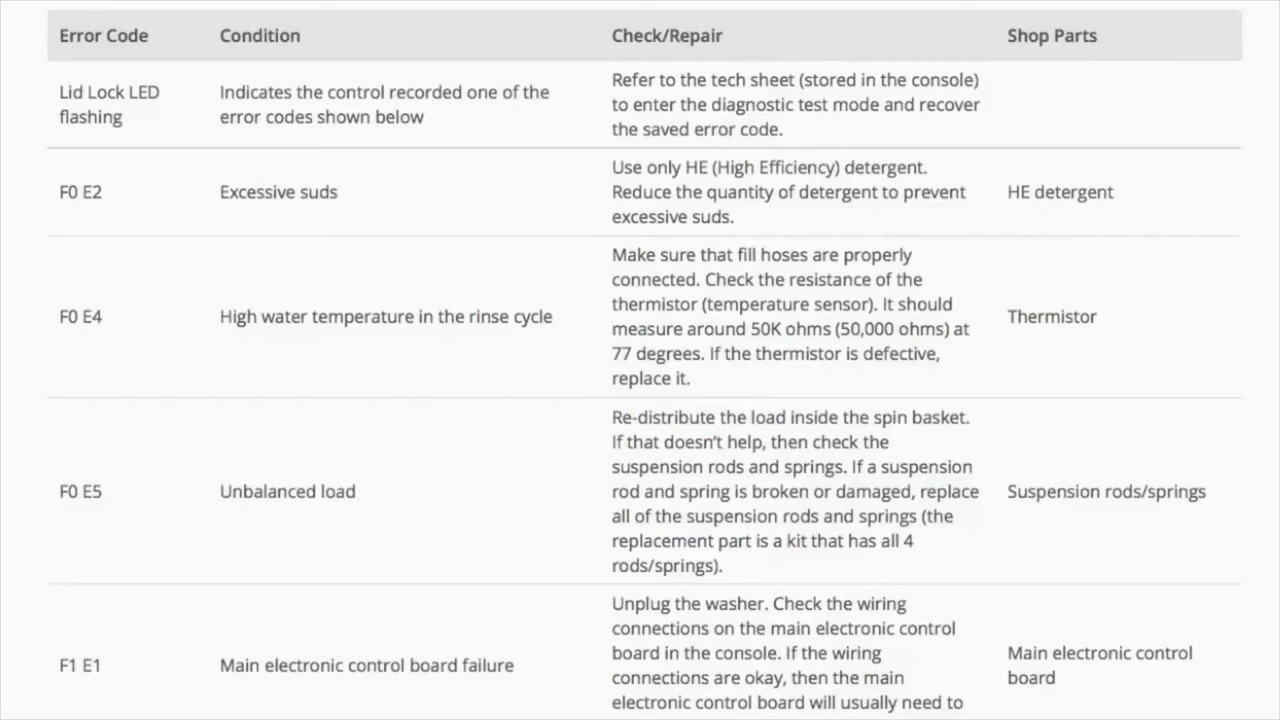 Error Code Condition Check/Repair Shop Parts
Lid Lock LED
flashing
Indicates the control recorded one of the
error codes shown below
Refer to the tech sheet (stored in the console)
to enter the diagnostic test mode and recover
the saved error code.
F0 E2
Excessive suds
Use only HE (High Efficiency) detergent.
Reduce the quantity of detergent to prevent
excessive suds.
HE detergent
F0 E4
High water temperature in the rinse cycle
Make sure that fill hoses are properly
connected. Check the resistance of the
thermistor (temperature sensor). It should
measure around 50K ohms (50,000 ohms) at
77 degrees. If the thermistor is defective,
replace it.
Thermistor
F0 E5
Unbalanced load
Re-distribute the load inside the spin basket.
If that doesn't help, then check the
suspension rods and springs. If a suspension
rod and spring is broken or damaged, replace
all of the suspension rods and springs (the
replacement part is a kit that has all 4
rods/springs).
Suspension rods/springs
F1 E1
Main electronic control board failure
Unplug the washer. Check the wiring
connections on the main electronic control
board in the console. If the wiring
connections are okay, then the main
electronic control board will usually need to
Main electronic control
board